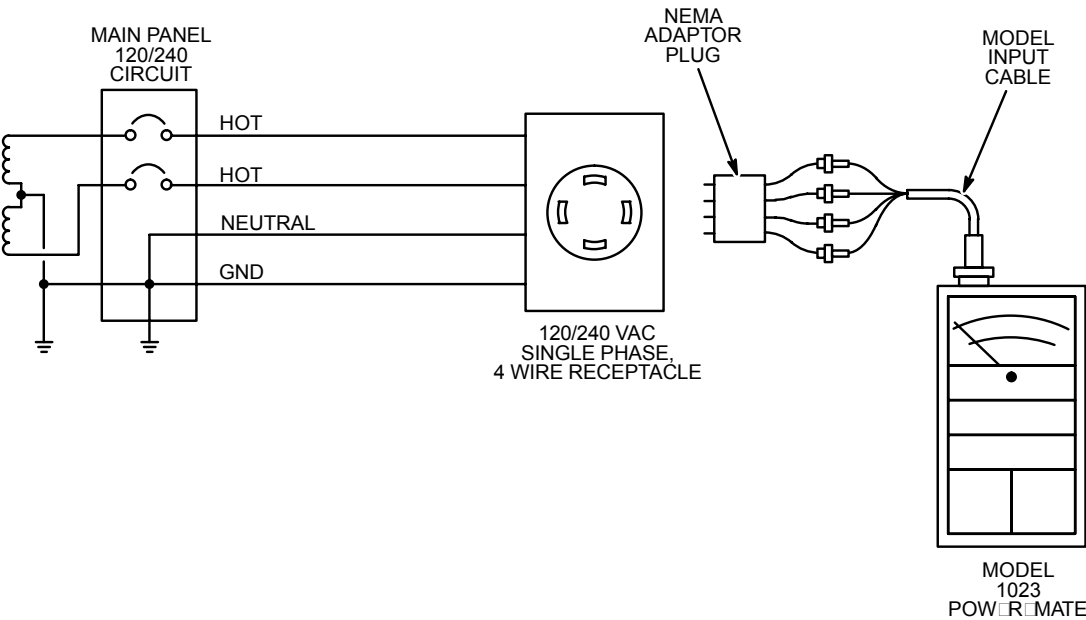 MAIN PANEL
120/240
CIRCUIT
HOT
HOT
NEUTRAL
GND
120/240 VAC
SINGLE PHASE,
4 WIRE RECEPTACLE
NEMA
ADAPTOR
PLUG
MODEL
INPUT
CABLE
MODEL
1023
POW□R□MATE